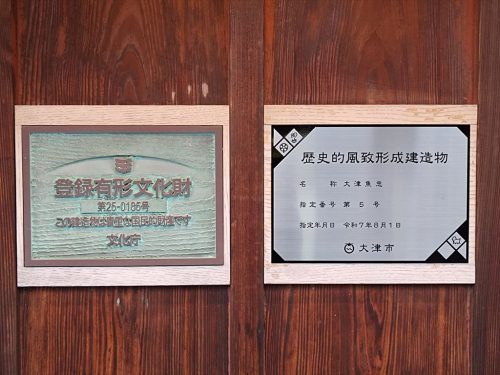 登録有形文化財
第25-0186号
この建造物は貴重な国民的財産です
文化庁
歴史的風致形成建造物
名 称 大津魚忠
指定番号 第 5 号
指定年月日 令和7年8月1日
大津市